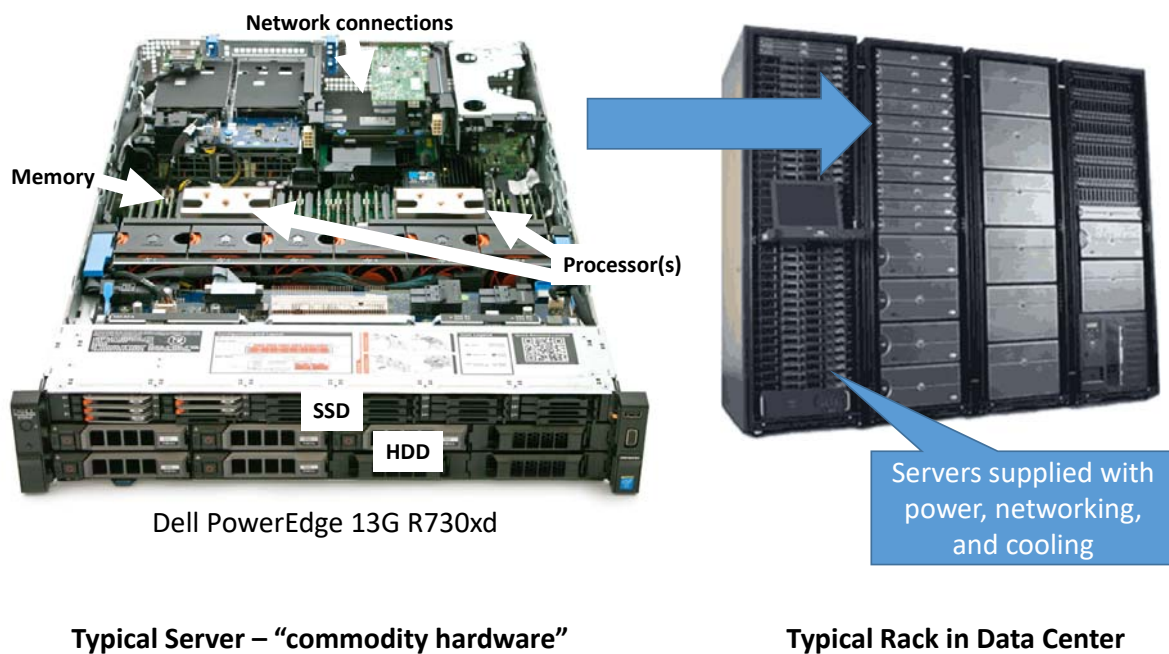 Network connections
Memory
Processor(s)
SSD
HDD
Dell PowerEdge 13G R730xd
Servers supplied with
power, networking,
and cooling
Typical Server – “commodity hardware”
Typical Rack in Data Center